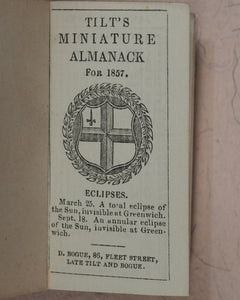 TILT'S
MINIATURE
ALMANACK
FOR 1857.
ECLIPSES.
March 25. A total eclipse of
the Sun, invisible at Greenwich.
Sept. 18. An annular eclipse
of the Sun, invisible at Green-
wich.
D. BOGUE, 86, FLEET STREET,
LATE TILT AND BOGUE.